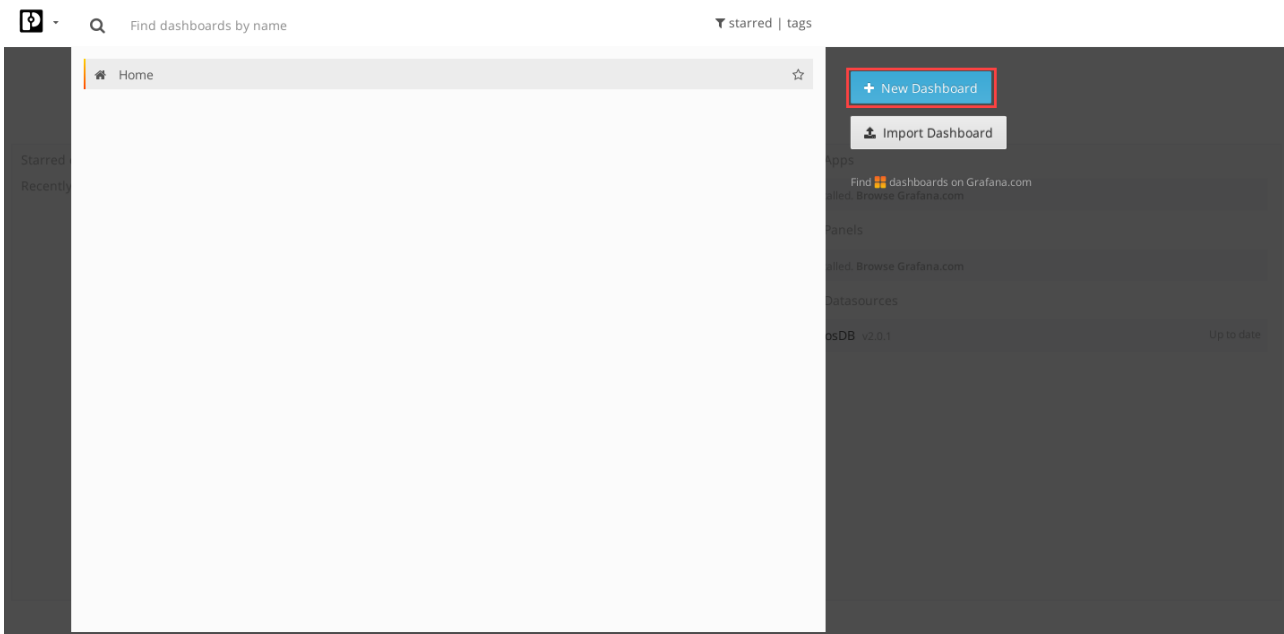 Find dashboards by name
starred | tags
Home
New Dashboard
Import Dashboard
Find dashboards on Grafana.com
Starred
Recently
Apps
alled. Browse Grafana.com
Panels
alled. Browse Grafana.com
Datasources
osDB v2.0.1
Up to date